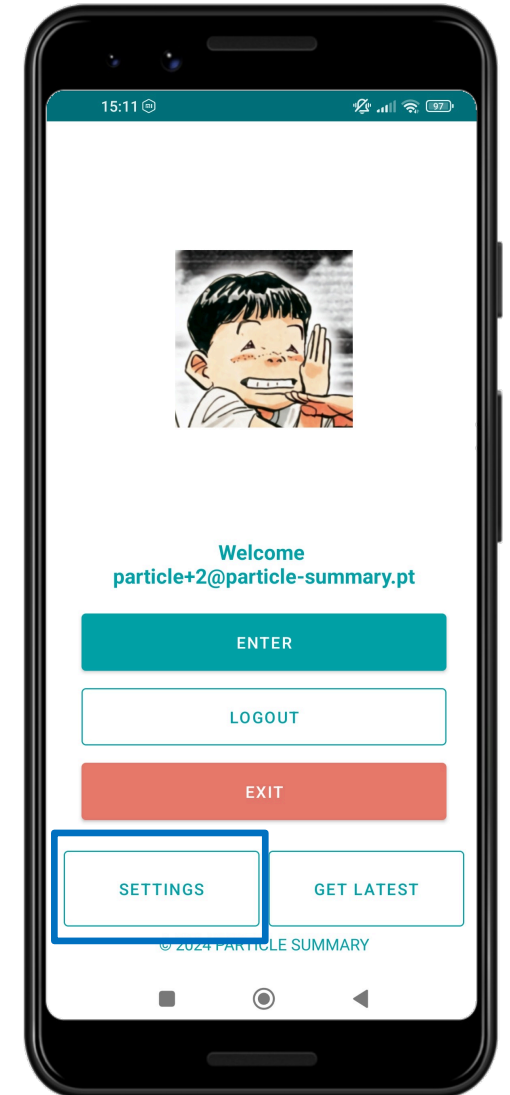 15:11
97
Welcome
particle+2@particle-summary.pt
ENTER
LOGOUT
EXIT
SETTINGS
GET LATEST
© 2024 PARTICLE SUMMARY